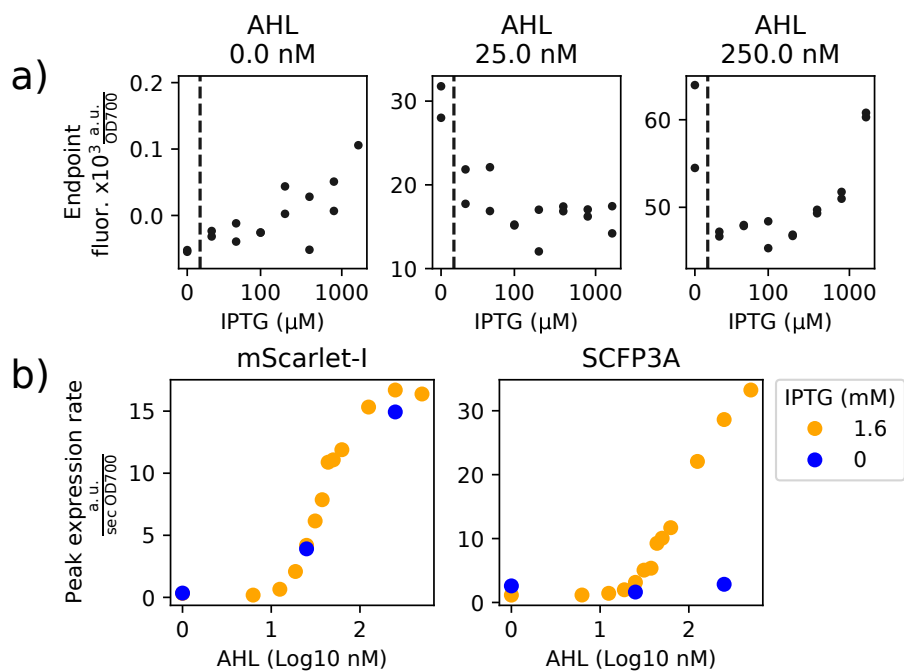 a)
AHL
0.0 nM
AHL
25.0 nM
AHL
250.0 nM
Endpoint
fluor. x10³ a.u./OD700
0.2
0.1
0.0
0 100 1000
IPTG (μM)
30
20
10
0 100 1000
IPTG (μM)
60
50
0 100 1000
IPTG (μM)
b)
mScarlet-I
SCFP3A
Peak expression rate
a.u./sec OD700
15
10
5
0
0 1 2
AHL (Log10 nM)
30
20
10
0
0 1 2
AHL (Log10 nM)
IPTG (mM)
1.6
0